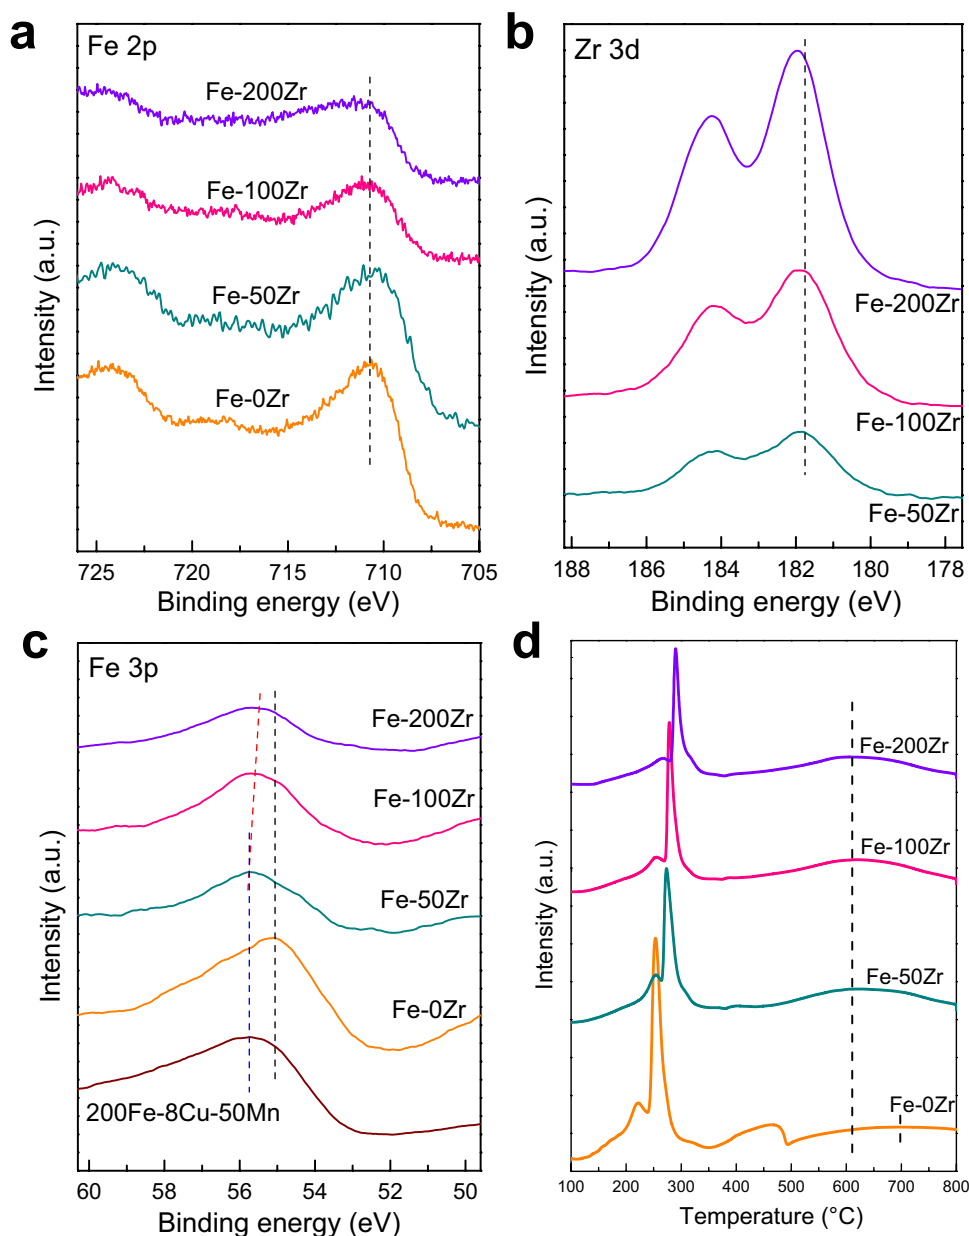 a
Fe 2p
Fe-200Zr
Fe-100Zr
Fe-50Zr
Fe-0Zr
Intensity (a.u.)
725 720 715 710 705
Binding energy (eV)
b
Zr 3d
Fe-200Zr
Fe-100Zr
Fe-50Zr
Intensity (a.u.)
188 186 184 182 180 178
Binding energy (eV)
c
Fe 3p
Fe-200Zr
Fe-100Zr
Fe-50Zr
Fe-0Zr
200Fe-8Cu-50Mn
Intensity (a.u.)
60 58 56 54 52 50
Binding energy (eV)
d
Fe-200Zr
Fe-100Zr
Fe-50Zr
Fe-0Zr
Intensity (a.u.)
100 200 300 400 500 600 700 800
Temperature (°C)